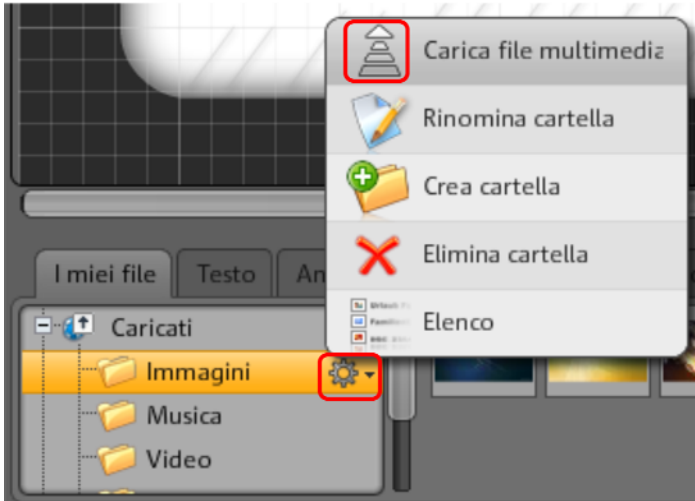 Carica file multimedia
Rinomina cartella
Crea cartella
Elimina cartella
Elenco
I miei file
Testo
An
Caricati
Immagini
Musica
Video